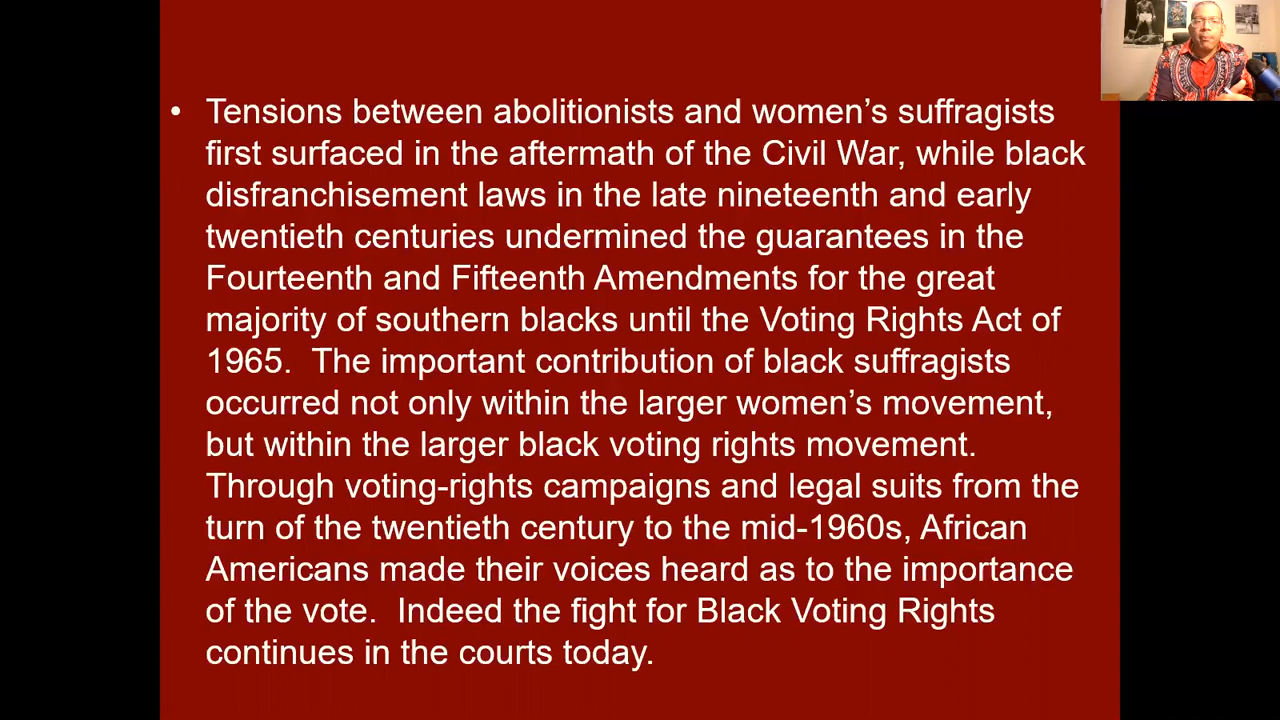 • Tensions between abolitionists and women’s suffragists
first surfaced in the aftermath of the Civil War, while black
disfranchisement laws in the late nineteenth and early
twentieth centuries undermined the guarantees in the
Fourteenth and Fifteenth Amendments for the great
majority of southern blacks until the Voting Rights Act of
1965.  The important contribution of black suffragists
occurred not only within the larger women’s movement,
but within the larger black voting rights movement.
Through voting-rights campaigns and legal suits from the
turn of the twentieth century to the mid-1960s, African
Americans made their voices heard as to the importance
of the vote.  Indeed the fight for Black Voting Rights
continues in the courts today.